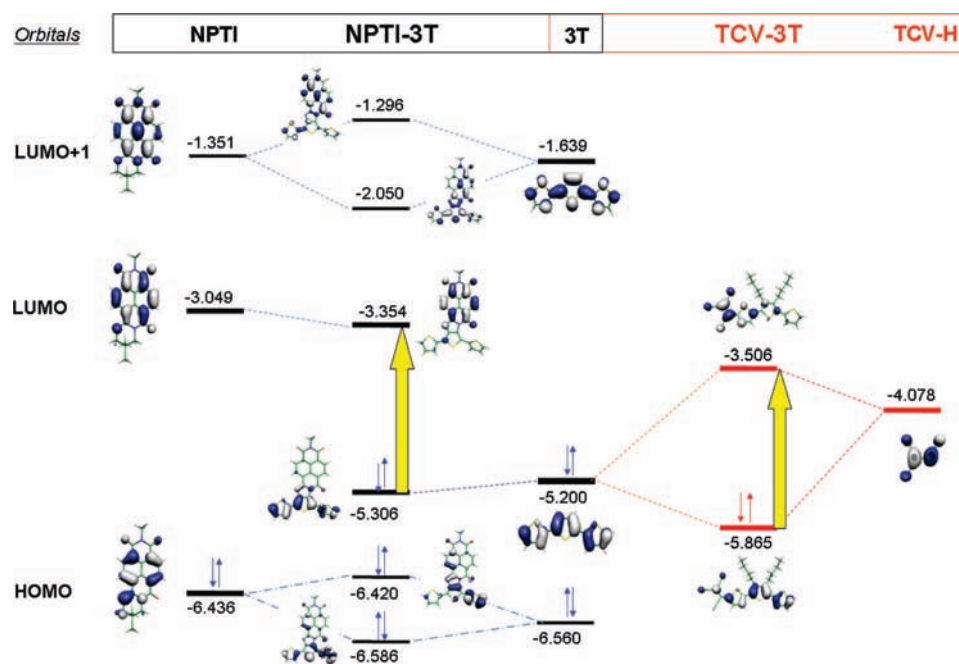 Orbitals NPTI NPTI-3T 3T TCV-3T TCV-H
-1.296
LUMO+1 -1.351 -1.639
-2.050
LUMO -3.049 -3.354
-3.506
-4.078
-5.306 -5.200
-5.865
HOMO -6.436 -6.420
-6.586 -6.560